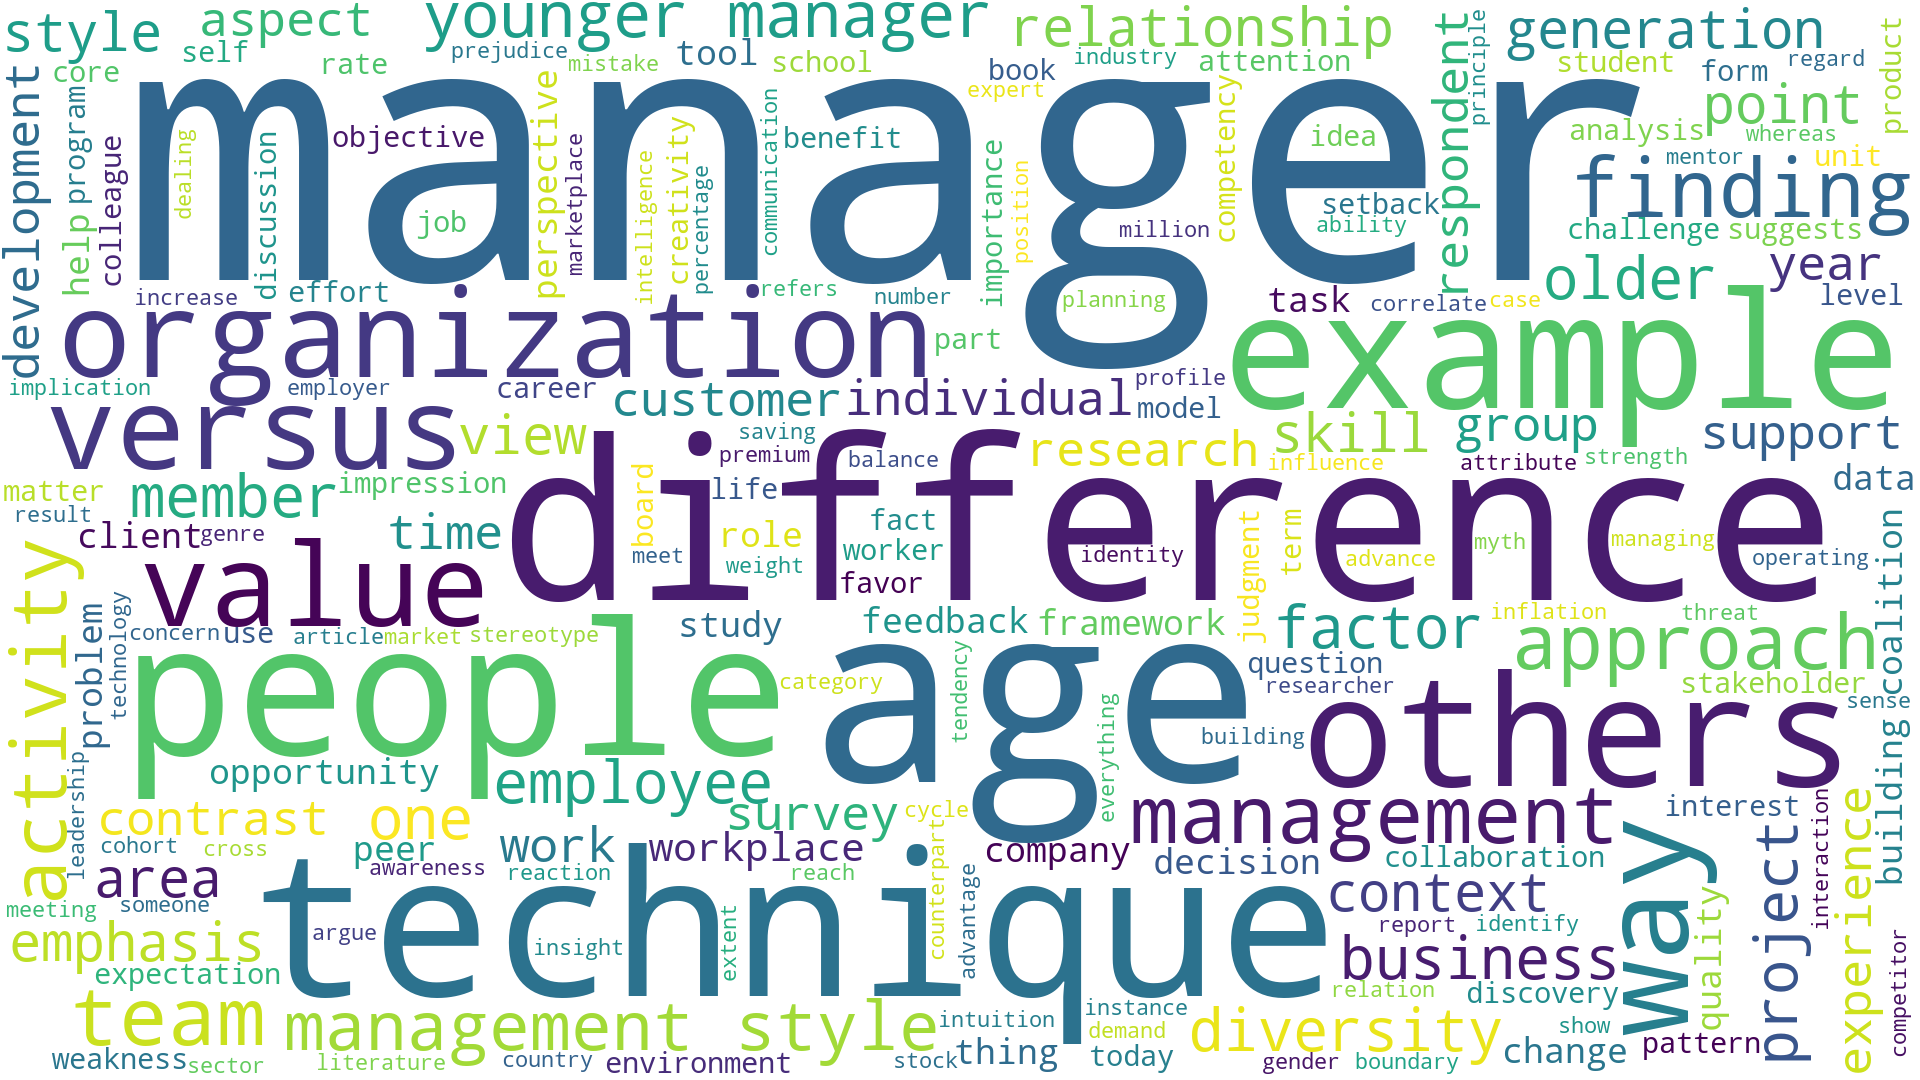 style
aspect
younger manager
relationship
generation
self
prejudice
tool
core
rate
mistake
school
book
industry
attention
respondent
principle
student
form
regard
product
expert
point
manager
development
program
colleague
dealing
discussion
objective
perspective
marketplace
intelligence
creativity
percentage
communication
benefit
importance
position
competency
idea
analysis
whereas
mentor
unit
finding
help
job
million
setback
ability
challenge
suggests
older
year
increase
effort
refers
number
planning
task
correlate
case
level
organization
part
example
implication
employer
career
customer
individual
profile
model
versus
view
saving
premium
balance
research
skill
influence
group
attribute
strength
support
matter
result
member
impression
board
life
data
client
genre
time
difference
meet
role
weight
fact
worker
favor
identity
judgment
term
advance
myth
managing
operating
value
activity
problem
technology
concern
use
article
market
stereotype
study
feedback
framework
factor
inflation
threat
approach
coalition
people
category
age
tendency
everything
question
researcher
building
others
stakeholder
sense
building
leadership
opportunity
employee
contrast
one
survey
cycle
management
interest
interaction
experience
cohort
cross
peer
awareness
work
reaction
workplace
reach
counterpart
company
decision
collaboration
way
project
area
technique
context
quality
meeting
someone
argue
insight
extent
advantage
report
identify
emphasis
expectation
business
relation
discovery
competitor
team
management style
intuition
instance
demand
diversity
show
change
pattern
weakness
sector
literature
country
environment
stock
thing
today
gender
boundary